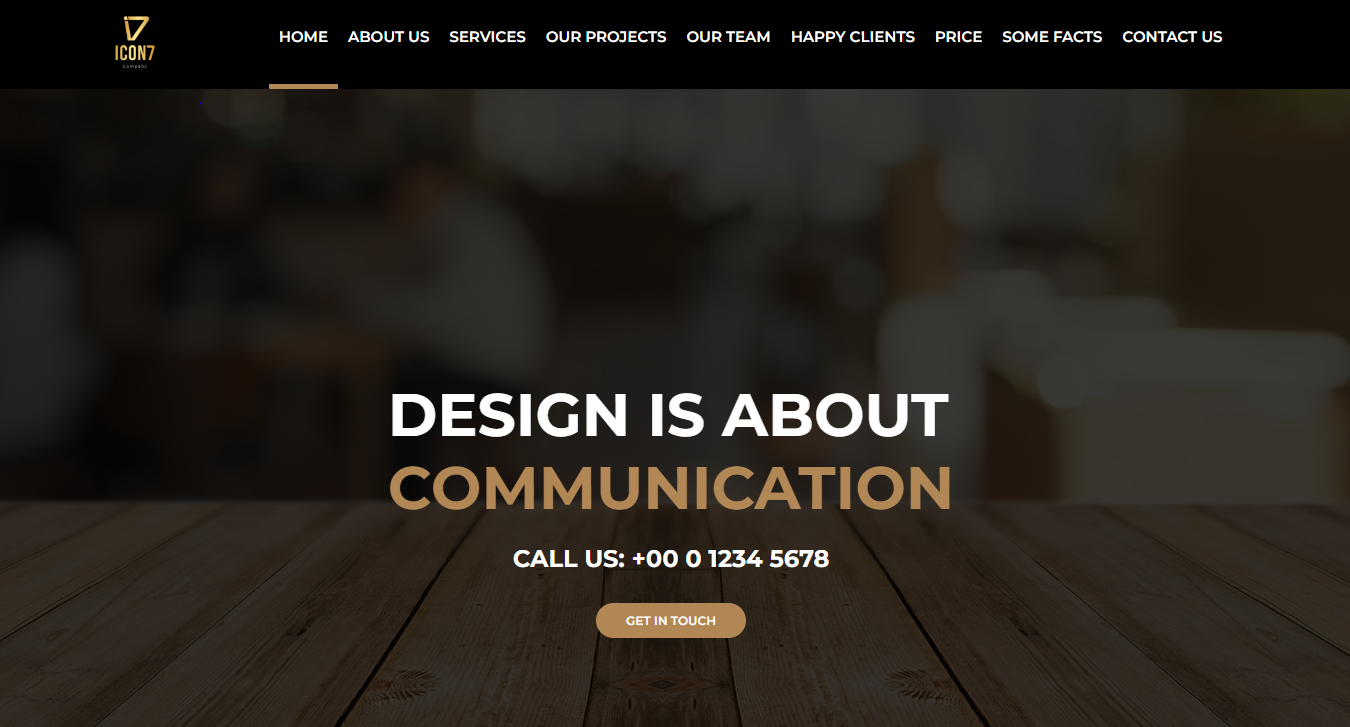 ICON7
Company
HOME ABOUT US SERVICES OUR PROJECTS OUR TEAM HAPPY CLIENTS PRICE SOME FACTS CONTACT US
DESIGN IS ABOUT
COMMUNICATION
CALL US: +00 0 1234 5678
GET IN TOUCH